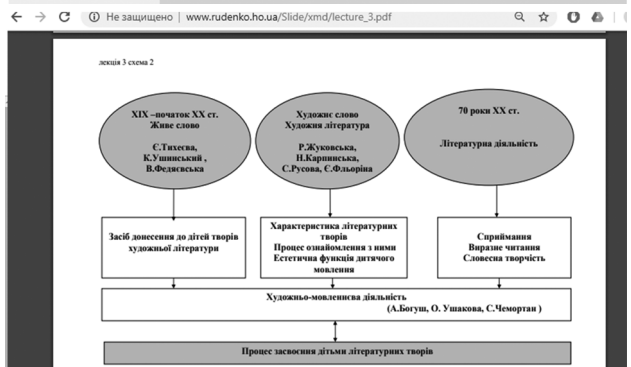 Не защищено | www.rudenko.ho.ua/Slide/xmd/lecture_3.pdf
лекція 3 схема 2
XIX –початок XX ст.
Живе слово
Є.Тихеєва,
К.Ушинський ,
В.Федяєвська
Художнє слово
Художня література
Р.Жуковська,
Н.Карпинська,
С.Русова, Є.Фльоріна
70 роки XX ст.
Літературна діяльність
Засіб донесення до дітей творів
художньої літератури
Характеристика літературних
творів
Процес ознайомлення з ними
Естетична функція дитячого
мовлення
Сприймання
Виразне читання
Словесна творчість
Художньо-мовленнєва діяльність
(А.Богуш, О. Ушакова, С.Чемортан )
Процес засвоєння дітьми літературних творів